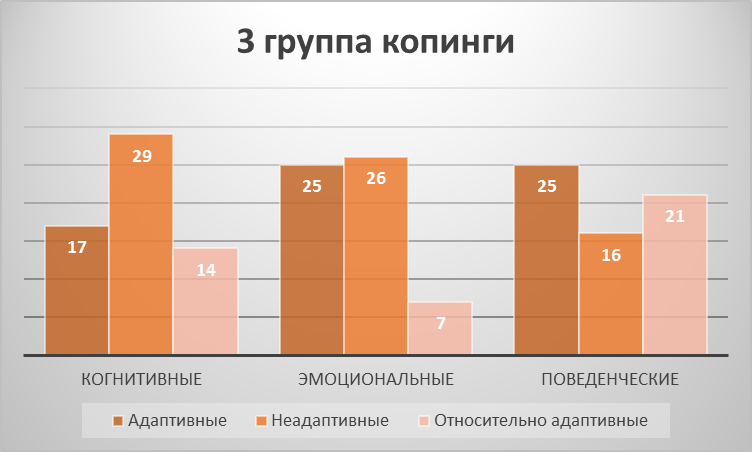 3 группа копинги
17
29
14
25
26
7
25
16
21
КОГНИТИВНЫЕ
ЭМОЦИОНАЛЬНЫЕ
ПОВЕДЕНЧЕСКИЕ
Адаптивные
Неадаптивные
Относительно адаптивные